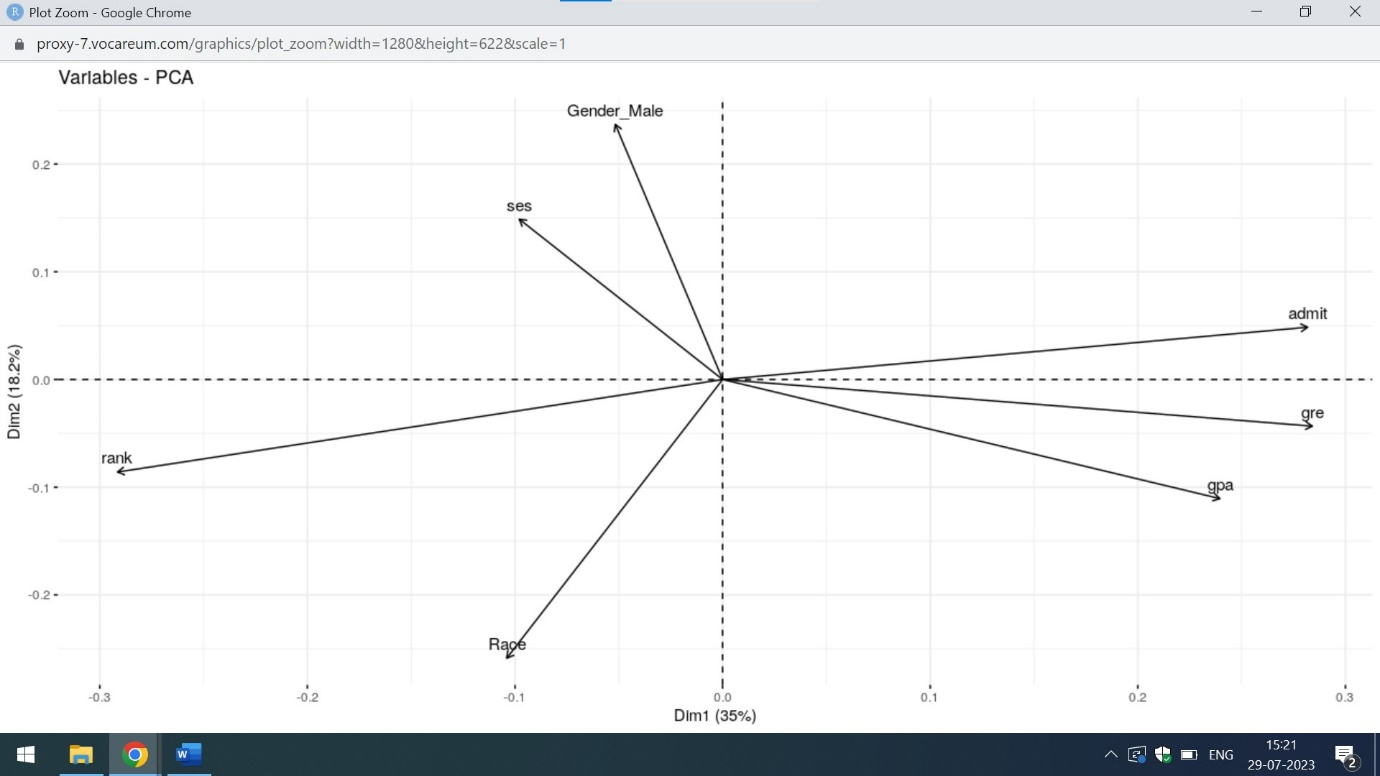 R Plot Zoom - Google Chrome
proxy-7.vocareum.com/graphics/plot_zoom?width=1280&height=622&scale=1
Variables - PCA
Gender_Male
0.2
ses
0.1
admit
Dim2 (18.2%)
0.0
gre
rank
gpa
-0.1
-0.2
Race
-0.3 -0.2 -0.1 0.0 0.1 0.2 0.3
Dim1 (35%)
W
ENG
15:21
29-07-2023
2